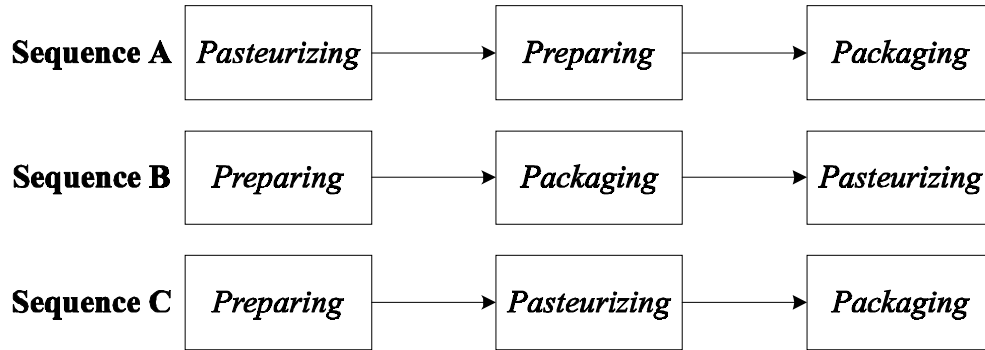 Sequence A Pasteurizing Preparing Packaging
Sequence B Preparing Packaging Pasteurizing
Sequence C Preparing Pasteurizing Packaging